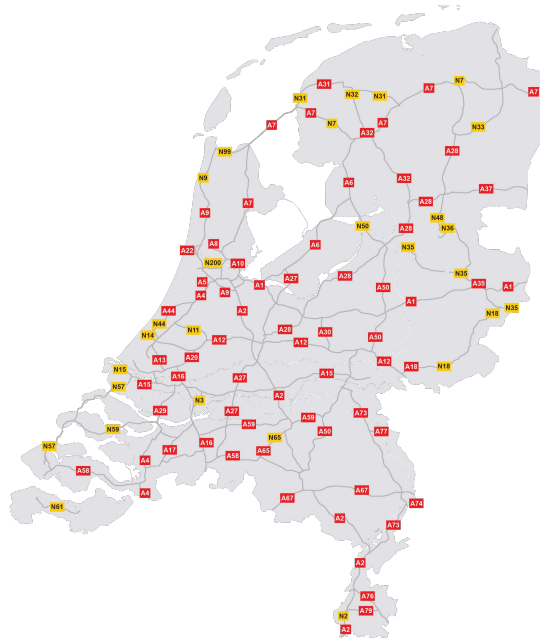 A31
N7
N31
N32
N31
A7
A7
A7
N7
A7
A7
A32
N33
N99
A28
N9
A6
A32
A37
A9
A7
A28
N48
N50
A28
N36
A8
A6
N35
A22
N200
A10
N35
A5
A1
A27
A28
A50
A35
A1
A4
A9
A1
N35
A44
A2
N18
N44
N11
A28
A30
N14
A12
A12
A50
A13
A20
A12
A18
N18
N15
A16
A27
A15
N57
A15
N3
A2
A29
A27
A59
A73
N59
A59
A50
A77
N57
A17
A16
A58
A65
N65
A4
A58
A4
A67
A67
A74
N61
A2
A73
A2
A76
A79
N2
A2